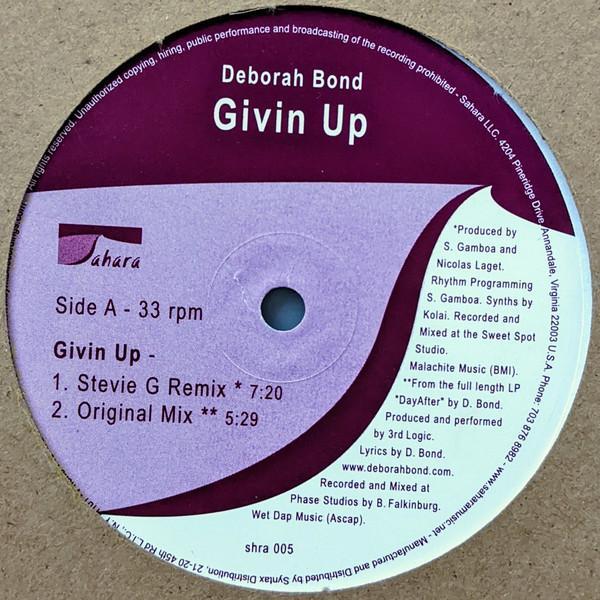 Deborah Bond
Givin Up
Sahara
Side A - 33 rpm
Givin Up -
1. Stevie G Remix * 7:20
2. Original Mix ** 5:29
*Produced by
S. Gamboa and
Nicolas Laget.
Rhythm Programming
S. Gamboa. Synths by
Kolai. Recorded and
Mixed at the Sweet Spot
Studio.
Malachite Music (BMI).
**From the full length LP
"DayAfter" by D. Bond.
Produced and performed
by 3rd Logic.
Lyrics by D. Bond.
www.deborahbond.com.
Recorded and Mixed at
Phase Studios by B. Falkinburg.
Wet Dap Music (Ascap).
shra 005
All rights reserved. Unauthorized copying, hiring, public performance and broadcasting of the recording prohibited - Sahara LLC. 4204 Pineridge Drive, Annandale, Virginia 22003 U.S.A. Phone: 703 876 8982 - www.saharamusic.net - Manufactured and Distributed by Syntax Distribution, 21-20 45th Rd L.I.C., N.Y